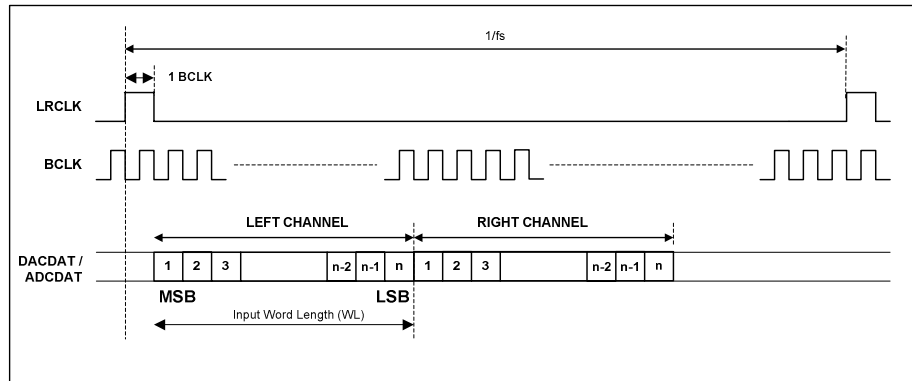 1/fs
1 BCLK
LRCLK
BCLK
LEFT CHANNEL RIGHT CHANNEL
DACDAT /
ADCDAT
1 2 3 n-2 n-1 n 1 2 3 n-2 n-1 n
MSB LSB
Input Word Length (WL)